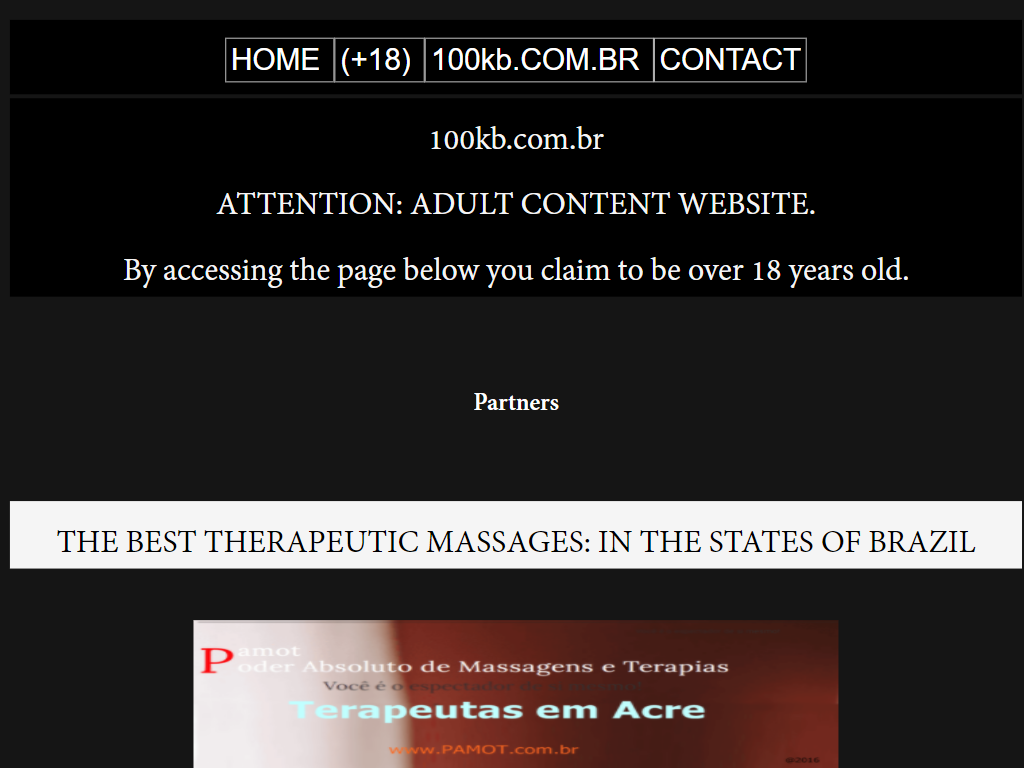 HOME (+18) 100kb.COM.BR CONTACT
100kb.com.br
ATTENTION: ADULT CONTENT WEBSITE.
By accessing the page below you claim to be over 18 years old.
Partners
THE BEST THERAPEUTIC MASSAGES: IN THE STATES OF BRAZIL
Pamot
Poder Absoluto de Massagens e Terapias
Você é o espectador de
Terapeutas em Acre
www.PAMOT.com.br
©2016